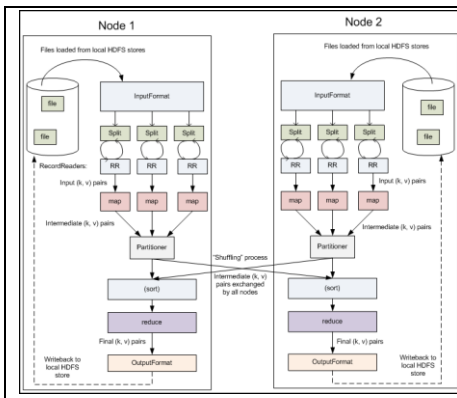 Node 1
Files loaded from local HDFS stores
InputFormat
file
file
Split
Split
Split
RecordReaders:
RR
RR
RR
Input (k, v) pairs
map
map
map
Intermediate (k, v) pairs
Partitioner
(sort)
reduce
Final (k, v) pairs
Writeback to
local HDFS
store
OutputFormat
"Shuffling" process
Intermediate (k, v)
pairs exchanged
by all nodes
Node 2
Files loaded from local HDFS stores
InputFormat
file
file
Split
Split
Split
RR
RR
RR
Input (k, v) pairs
map
map
map
Intermediate (k, v) pairs
Partitioner
(sort)
reduce
Final (k, v) pairs
Writeback to
local HDFS
store
OutputFormat